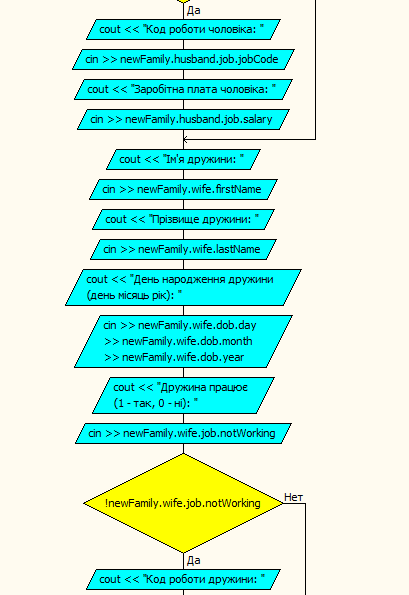 Да
cout << "Код роботи чоловіка: "
cin >> newFamily.husband.job.jobCode
cout << "Заробітна плата чоловіка: "
cin >> newFamily.husband.job.salary
cout << "Ім'я дружини: "
cin >> newFamily.wife.firstName
cout << "Прізвище дружини: "
cin >> newFamily.wife.lastName
cout << "День народження дружини
(день місяць рік): "
cin >> newFamily.wife.dob.day
>> newFamily.wife.dob.month
>> newFamily.wife.dob.year
cout << "Дружина працює
(1 - так, 0 - ні): "
cin >> newFamily.wife.job.notWorking
!newFamily.wife.job.notWorking
Нет
Да
cout << "Код роботи дружини: "